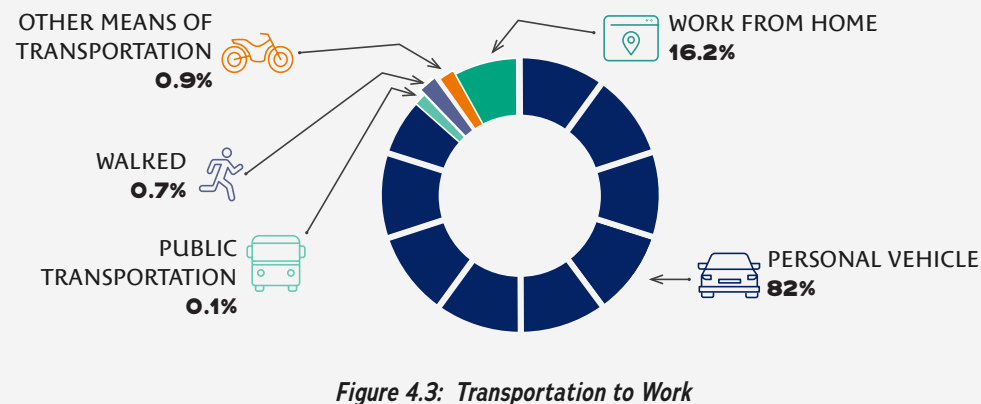 OTHER MEANS OF
TRANSPORTATION
0.9%
WORK FROM HOME
16.2%
WALKED
0.7%
PUBLIC
TRANSPORTATION
0.1%
PERSONAL VEHICLE
82%
Figure 4.3: Transportation to Work